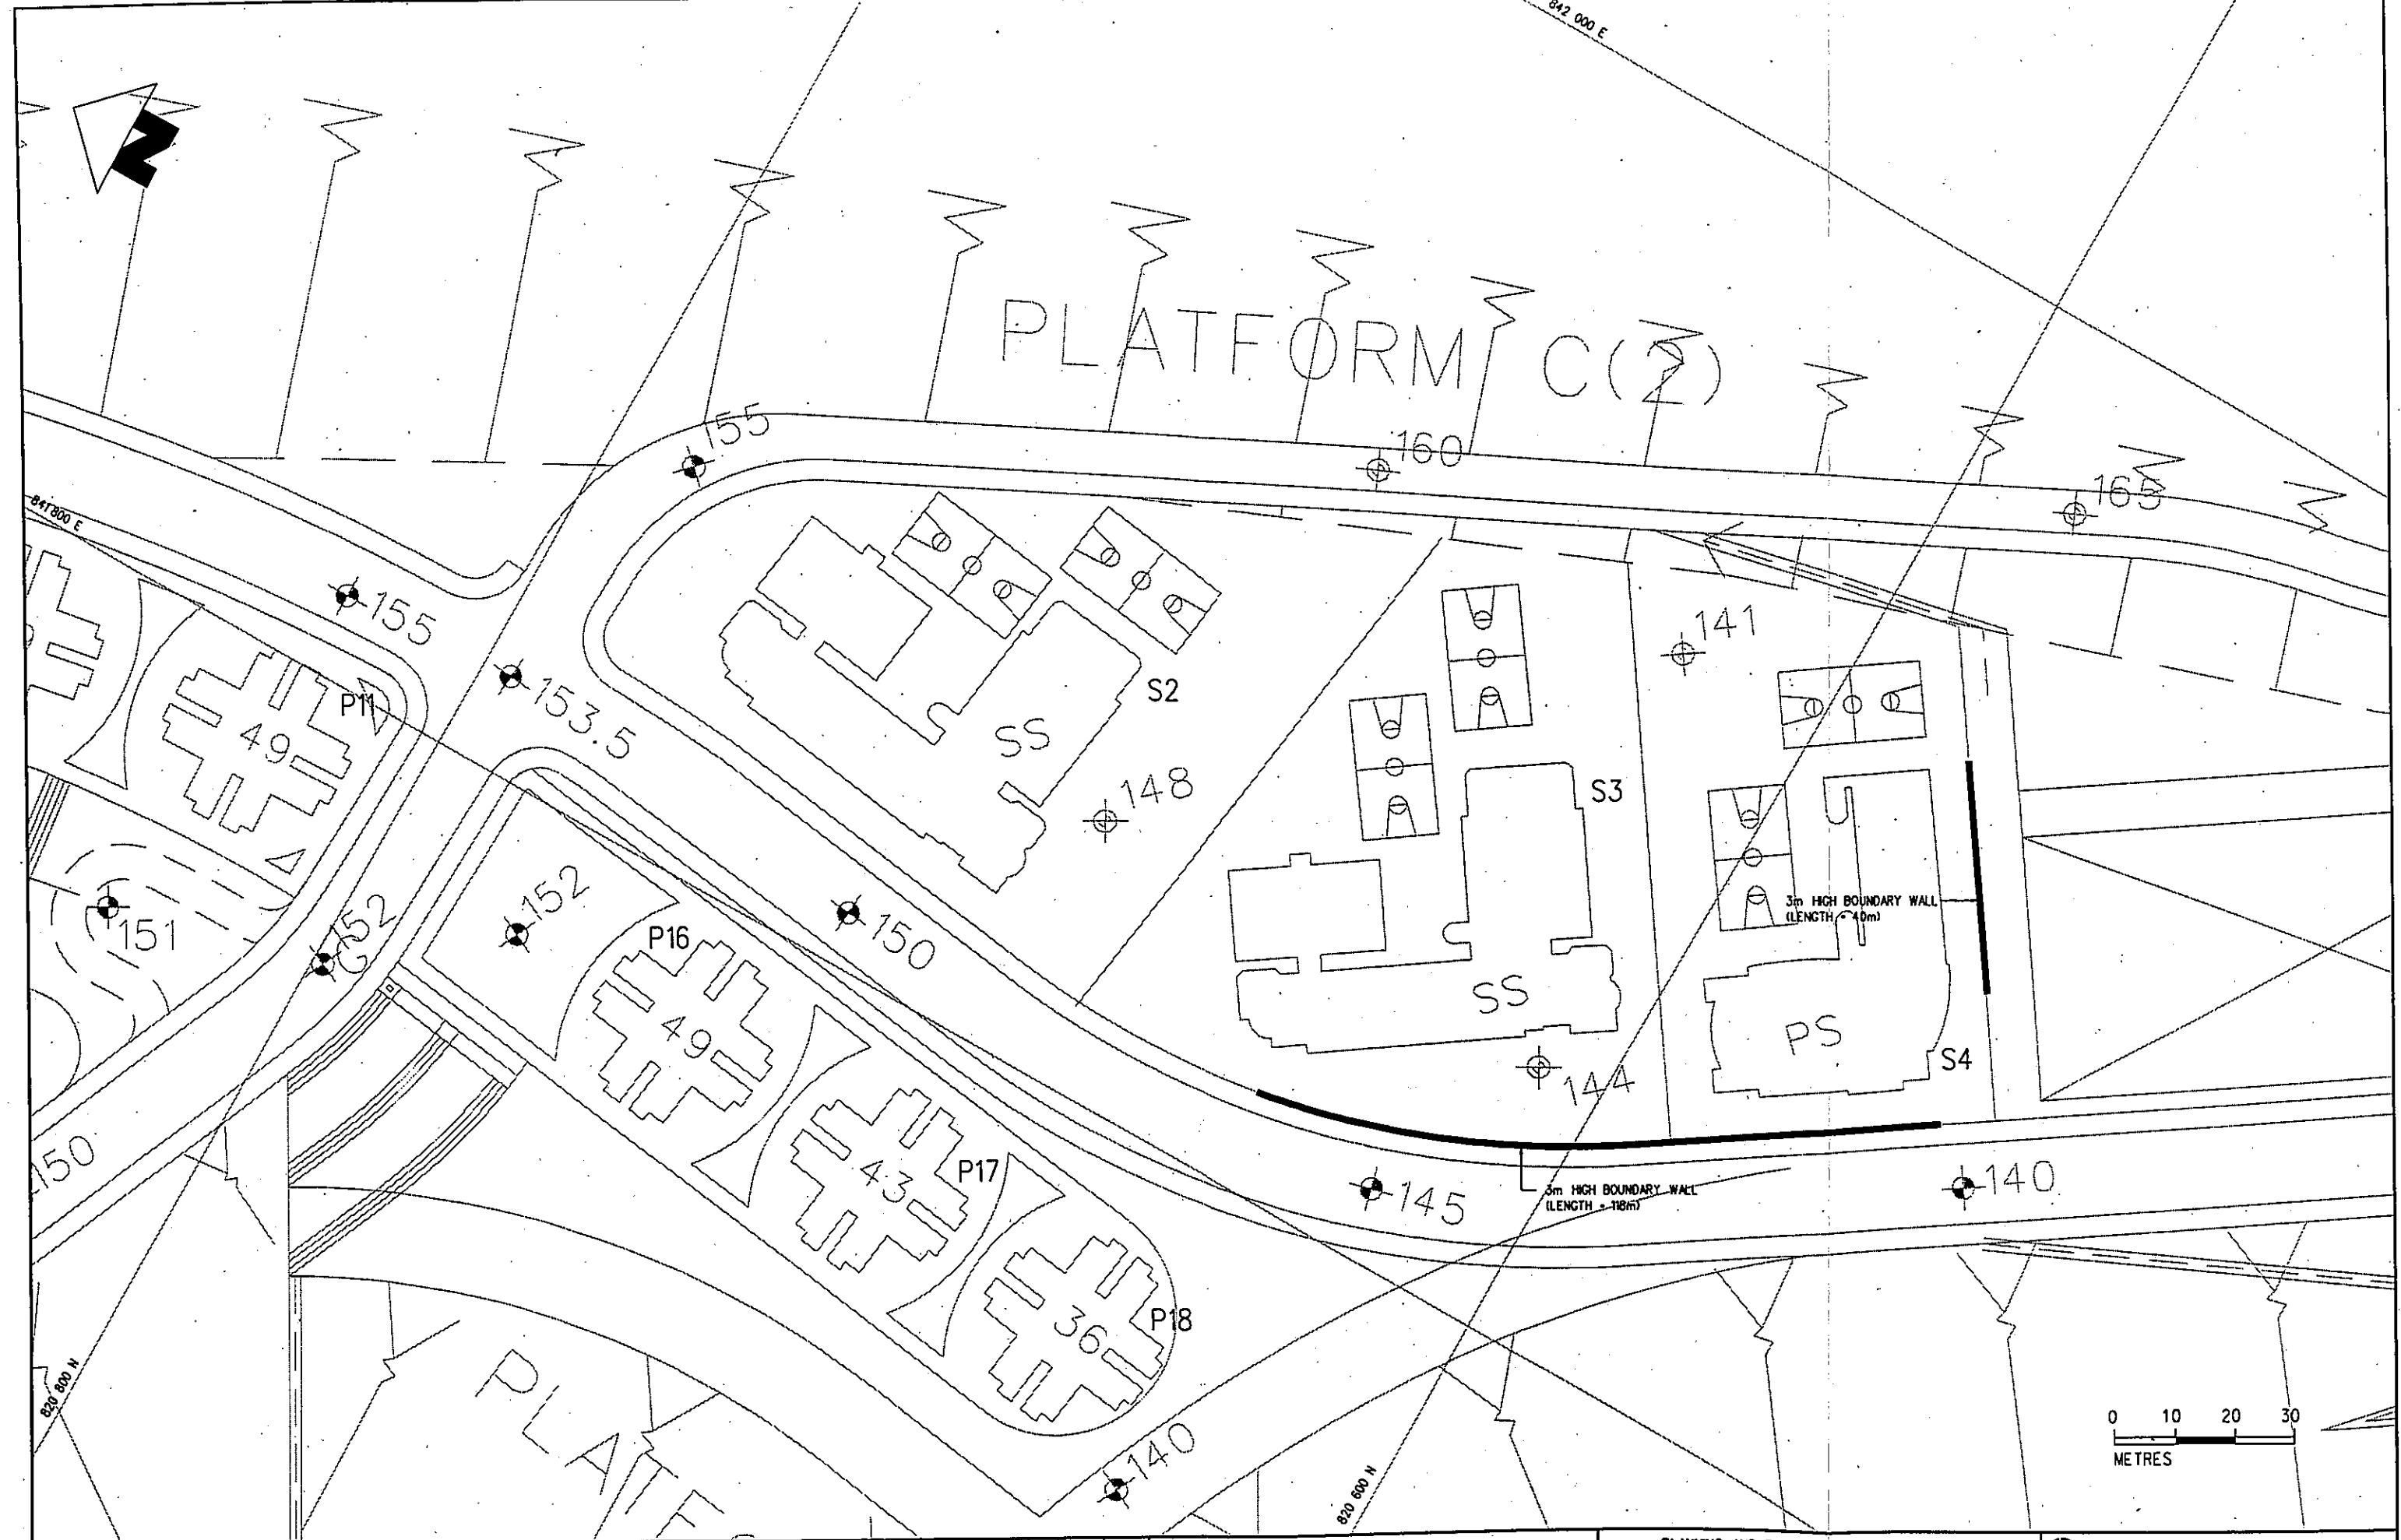 842 000 E
N
PLATFORM C(2)
155
160
165
841 800 E
155
141
P11
S2
153.5
49
SS
S3
148
152
152
3m HIGH BOUNDARY WALL
(LENGTH = 40m)
P16
151
150
SS
49
PS
S4
144
150
P17
43
145
3m HIGH BOUNDARY WALL
(LENGTH = 118m)
140
P18
36
820 800 N
PLATF
140
0 10 20 30
METRES
820 600 N